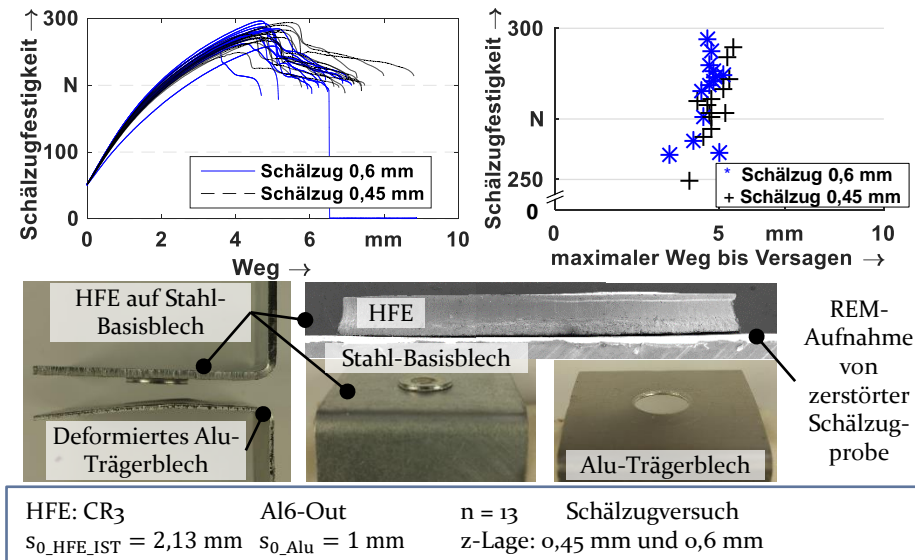 Schälzugfestigkeit →
300
N
100
0
0 2 4 6 mm 10
Weg →
Schälzug 0,6 mm
Schälzug 0,45 mm
Schälzugfestigkeit →
300
N
250
0
0 5 mm 10
maximaler Weg bis Versagen →
Schälzug 0,6 mm
Schälzug 0,45 mm
HFE auf Stahl-
Basisblech
Deformiertes Alu-
Trägerblech
HFE
Stahl-Basisblech
Alu-Trägerblech
REM-
Aufnahme
von
zerstörter
Schälzug-
probe
HFE: CR3 Al6-Out n = 13 Schälzugversuch
s0_HFE_IST = 2,13 mm s0_Alu = 1 mm z-Lage: 0,45 mm und 0,6 mm